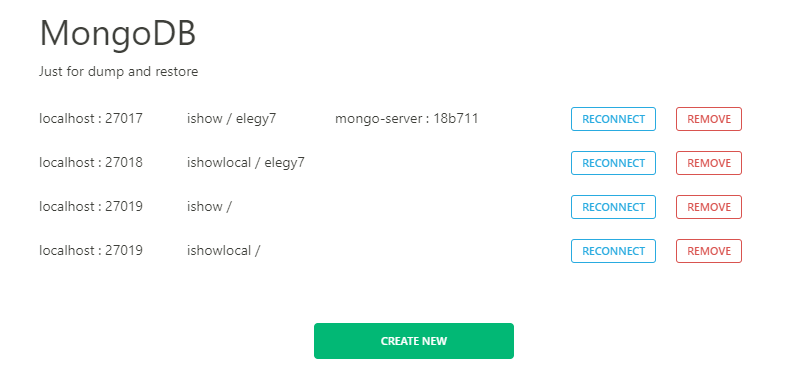 MongoDB
Just for dump and restore
localhost : 27017 ishow / elegy7 mongo-server : 18b711 RECONNECT REMOVE
localhost : 27018 ishowlocal / elegy7 RECONNECT REMOVE
localhost : 27019 ishow / RECONNECT REMOVE
localhost : 27019 ishowlocal / RECONNECT REMOVE
CREATE NEW